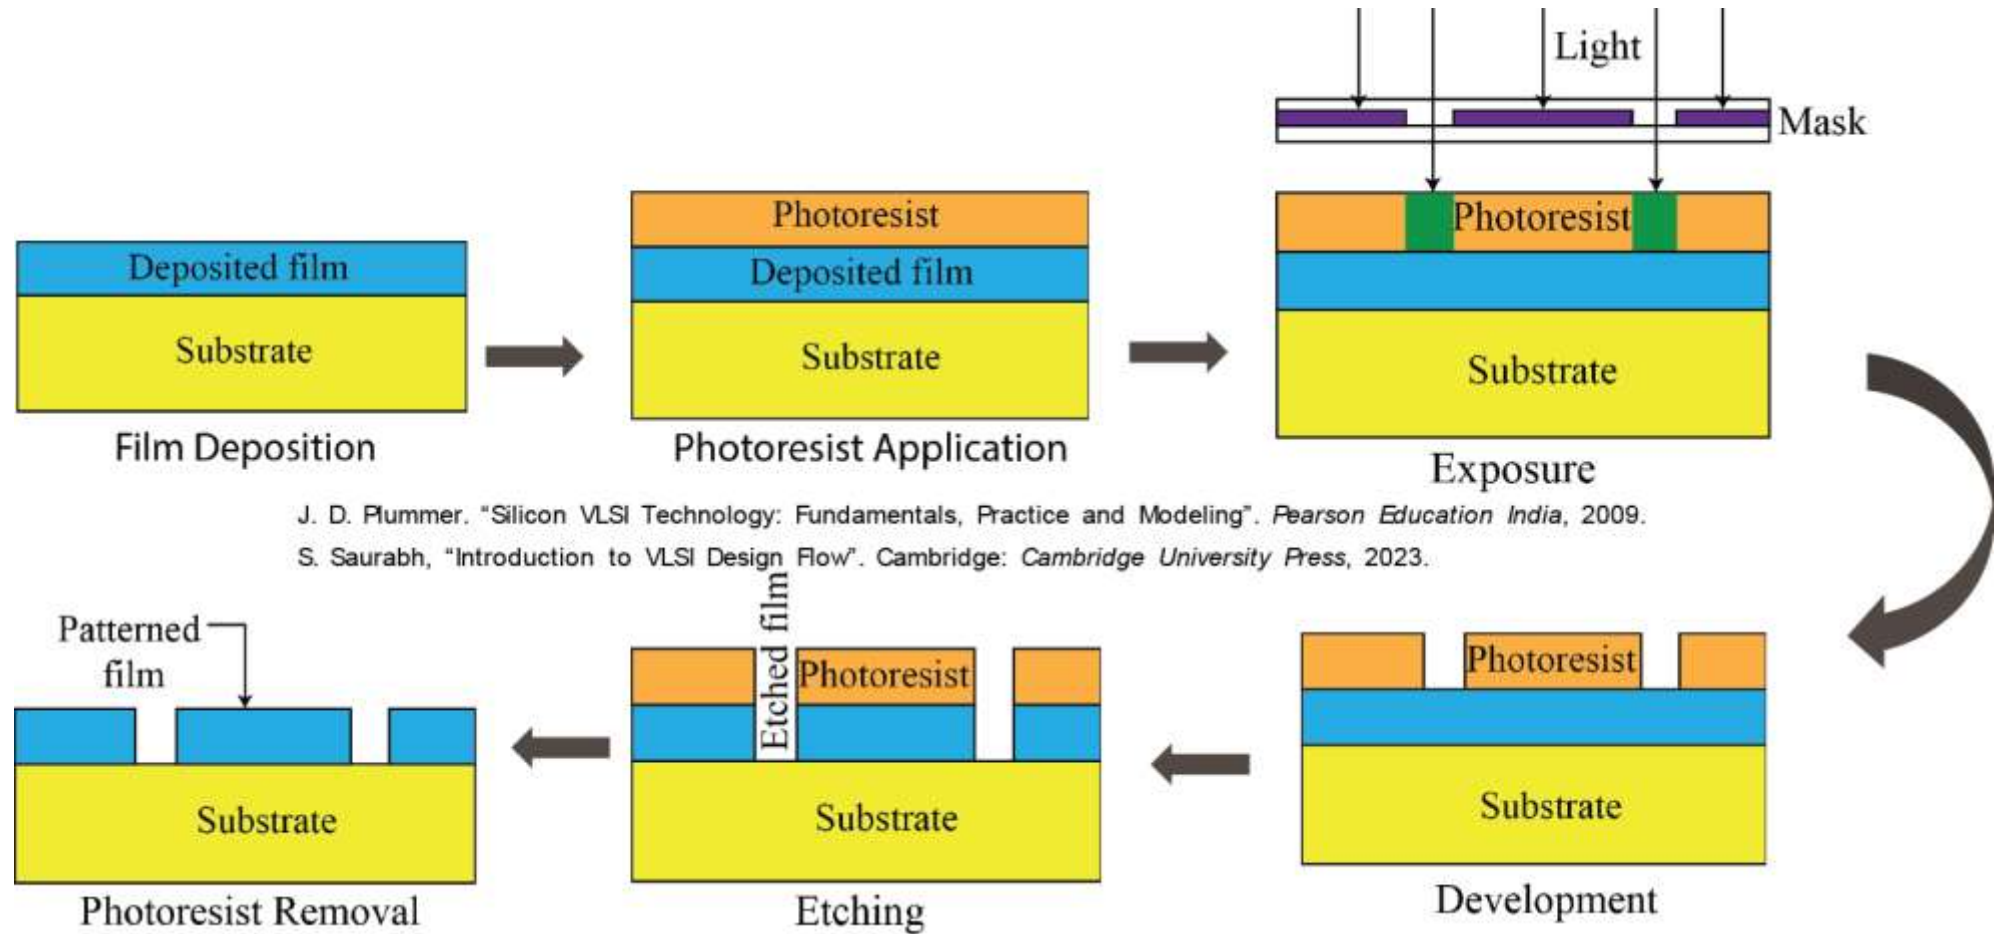 Deposited film
Substrate
Film Deposition
Photoresist
Deposited film
Substrate
Photoresist Application
Light
Mask
Photoresist
Substrate
Exposure
J. D. Plummer. “Silicon VLSI Technology: Fundamentals, Practice and Modeling”. Pearson Education India, 2009.
S. Saurabh, “Introduction to VLSI Design Flow”. Cambridge: Cambridge University Press, 2023.
Patterned
film
Substrate
Photoresist Removal
Etched film
Photoresist
Substrate
Etching
Photoresist
Substrate
Development